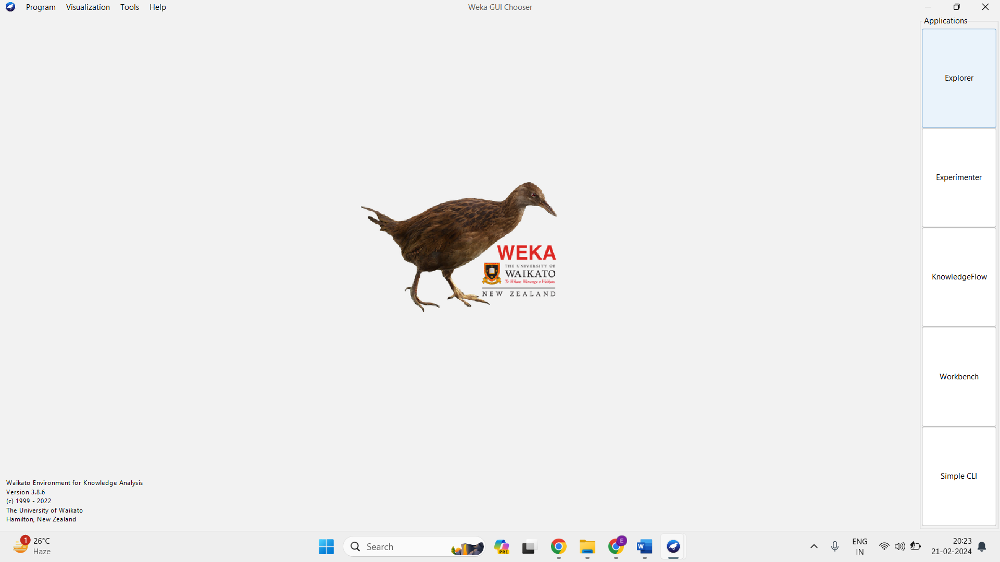 Program Visualization Tools Help
Weka GUI Chooser
Applications
Explorer
Experimenter
KnowledgeFlow
Workbench
Simple CLI
WEKA
THE UNIVERSITY OF
WAIKATO
Te Whare Wānanga o Waikato
NEW ZEALAND
Waikato Environment for Knowledge Analysis
Version 3.8.6
(c) 1999 - 2022
The University of Waikato
Hamilton, New Zealand
1
26°C
Haze
Search
PRE
E
W
ENG
IN
20:23
21-02-2024